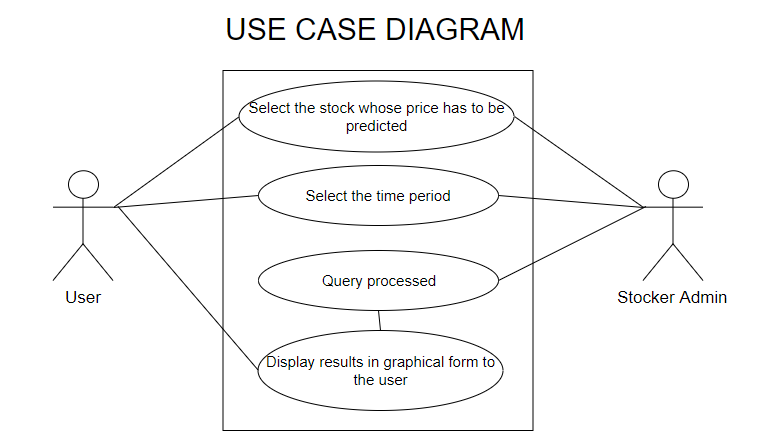 USE CASE DIAGRAM
Select the stock whose price has to be
predicted
Select the time period
Query processed
User
Stocker Admin
Display results in graphical form to
the user